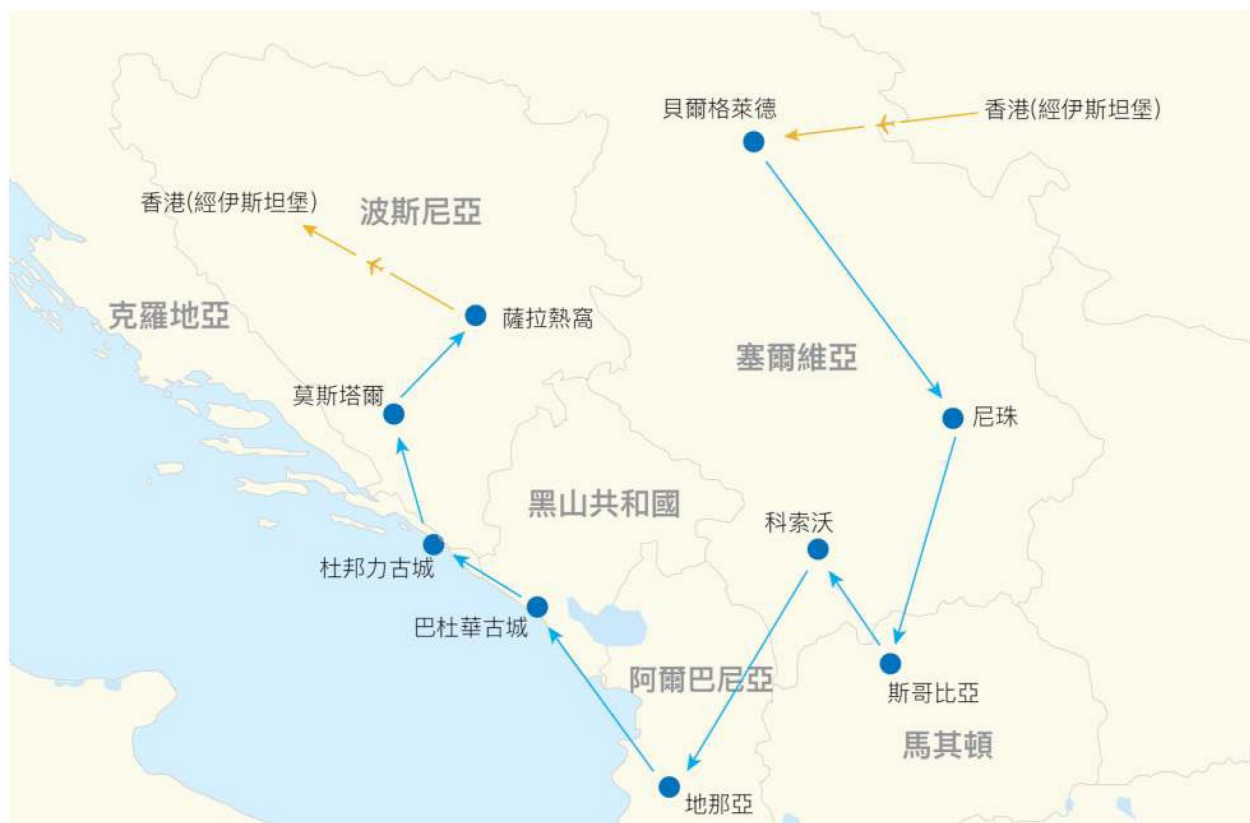 貝爾格萊德
香港(經伊斯坦堡)
香港(經伊斯坦堡)
波斯尼亞
克羅地亞
薩拉熱窩
塞爾維亞
莫斯塔爾
尼珠
黑山共和國
科索沃
杜邦力古城
巴杜華古城
阿爾巴尼亞
斯哥比亞
馬其頓
地那亞